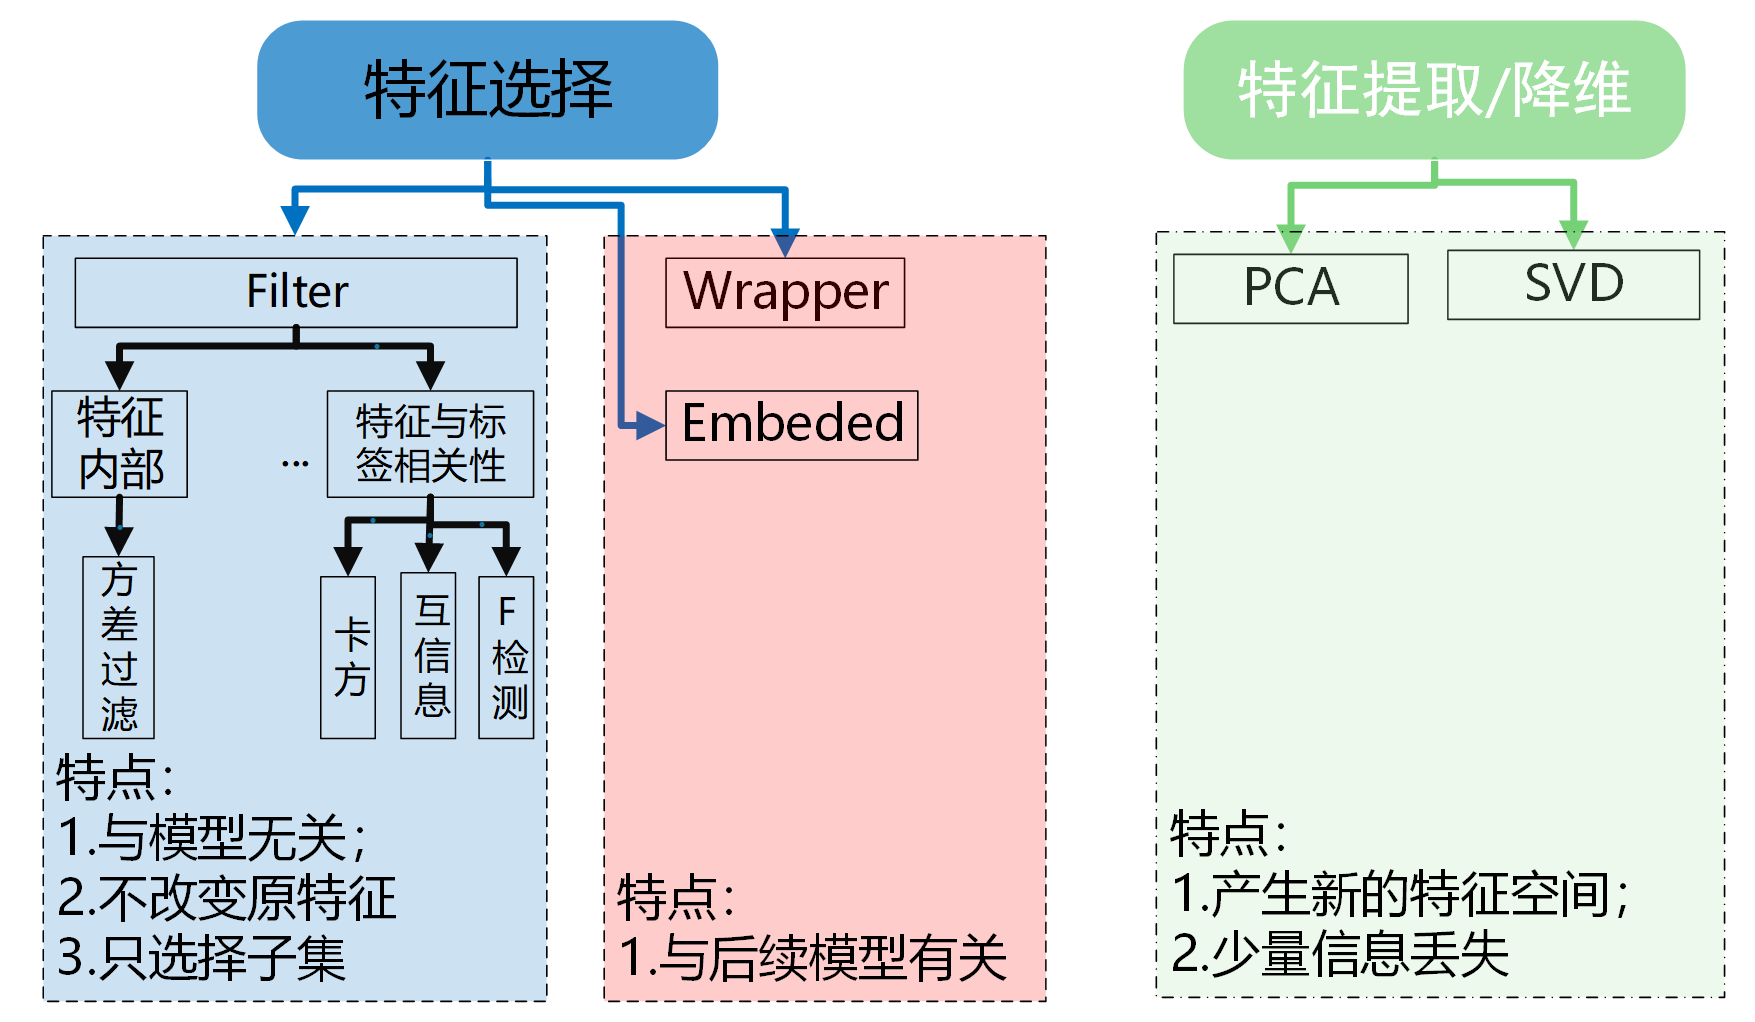 特征选择
特征提取/降维
Filter
特征
内部
...
特征与标
签相关性
方差过滤
卡方
互信息
F检测
特点：
1.与模型无关；
2.不改变原特征
3.只选择子集
Wrapper
Embeded
特点：
1.与后续模型有关
PCA
SVD
特点：
1.产生新的特征空间；
2.少量信息丢失